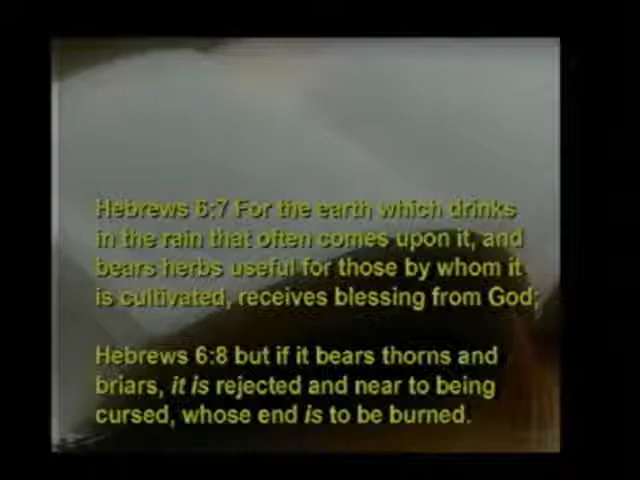 Hebrews 6:7 For the earth which drinks
in the rain that often comes upon it, and
bears herbs useful for those by whom it
is cultivated, receives blessing from God;
Hebrews 6:8 but if it bears thorns and
briars, it is rejected and near to being
cursed, whose end is to be burned.